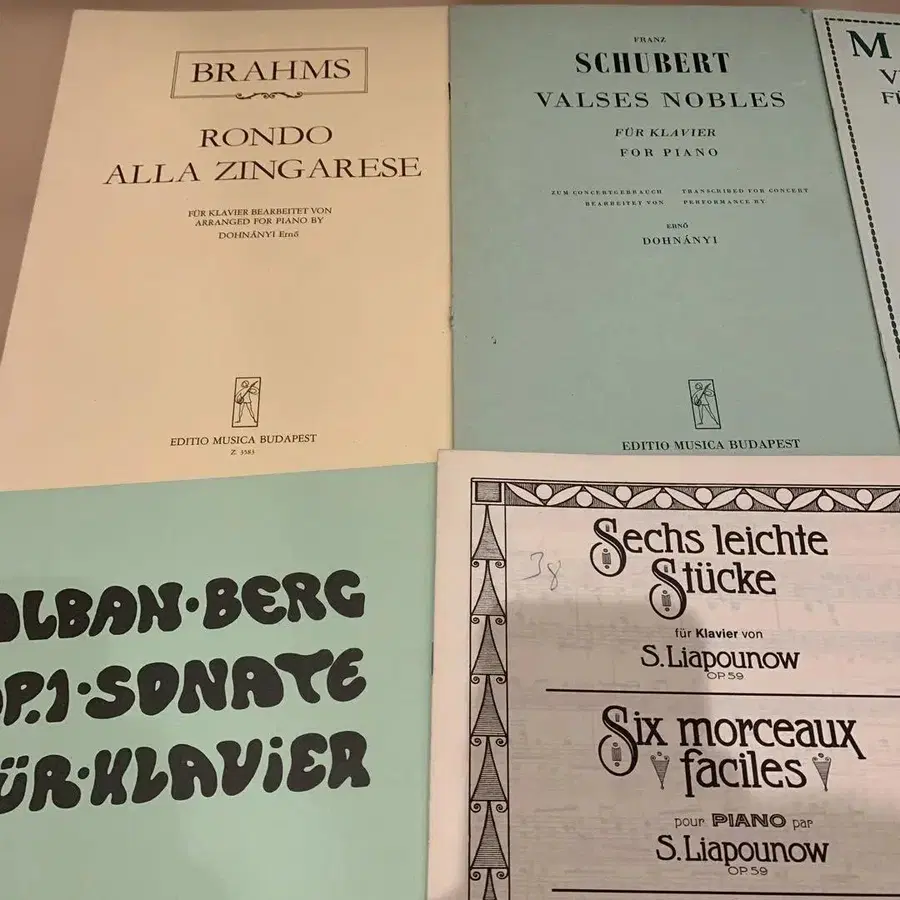 BRAHMS
RONDO
ALLA ZINGARESE
FÜR KLAVIER BEARBEITET VON
ARRANGED FOR PIANO BY
DOHNÁNYI Ernő
EDITIO MUSICA BUDAPEST
Z 3583
FRANZ
SCHUBERT
VALSES NOBLES
FÜR KLAVIER
FOR PIANO
ZUM CONCERTGEBRAUCH TRANSCRIBED FOR CONCERT
BEARBEITET VON PERFORMANCE BY
ERNŐ
DOHNÁNYI
EDITIO MUSICA BUDAPEST
M
V
F
ALBAN·BERG
OP.1·SONATE
FÜR·KLAVIER
38
Sechs leichte
Stücke
für Klavier von
S. Liapounow
OP 59
Six morceaux
faciles
pour PIANO par
S. Liapounow
OP 59